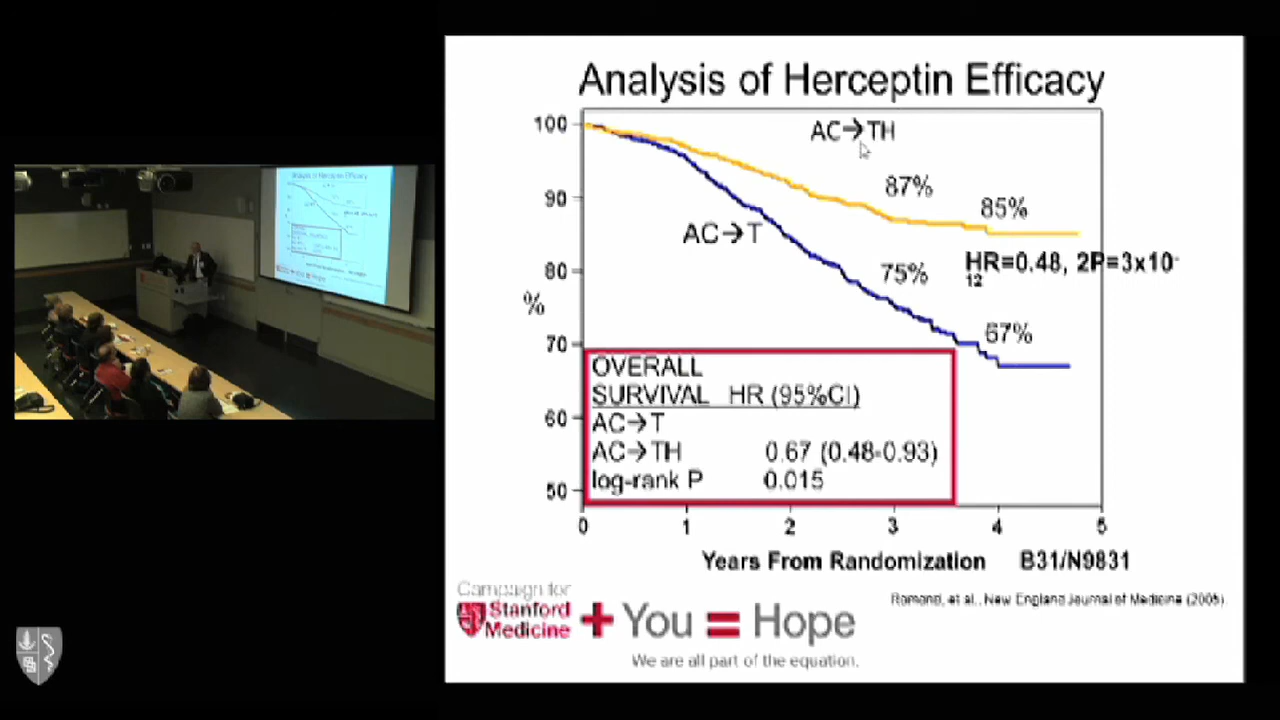 Analysis of Herceptin Efficacy
100
90
80
70
60
50
%
AC→TH
87%
85%
AC→T
75%
HR=0.48, 2P=3x10-
12
67%
OVERALL
SURVIVAL HR (95%CI)
AC→T
AC→TH 0.67 (0.48-0.93)
log-rank P 0.015
0 1 2 3 4 5
Years From Randomization B31/N9831
Romond, et al., New England Journal of Medicine (2005).
Campaign for
Stanford
Medicine
+ You = Hope
We are all part of the equation.